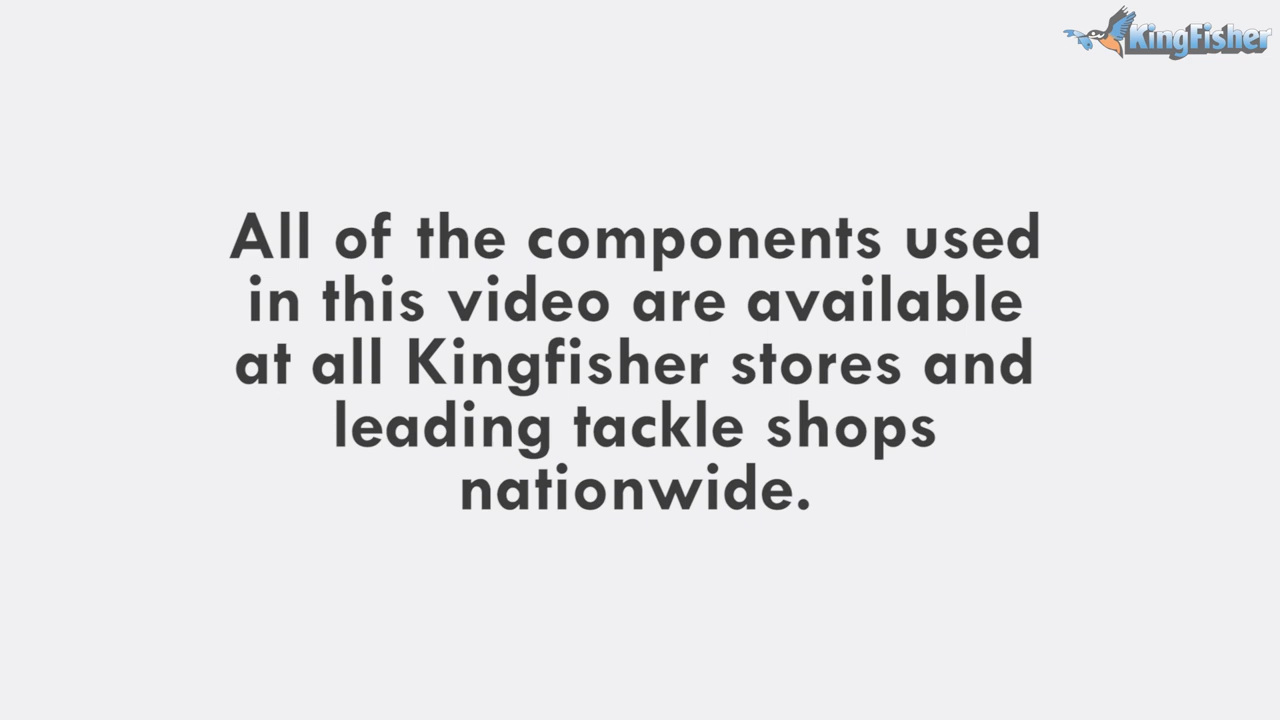 KingFisher
All of the components used
in this video are available
at all Kingfisher stores and
leading tackle shops
nationwide.